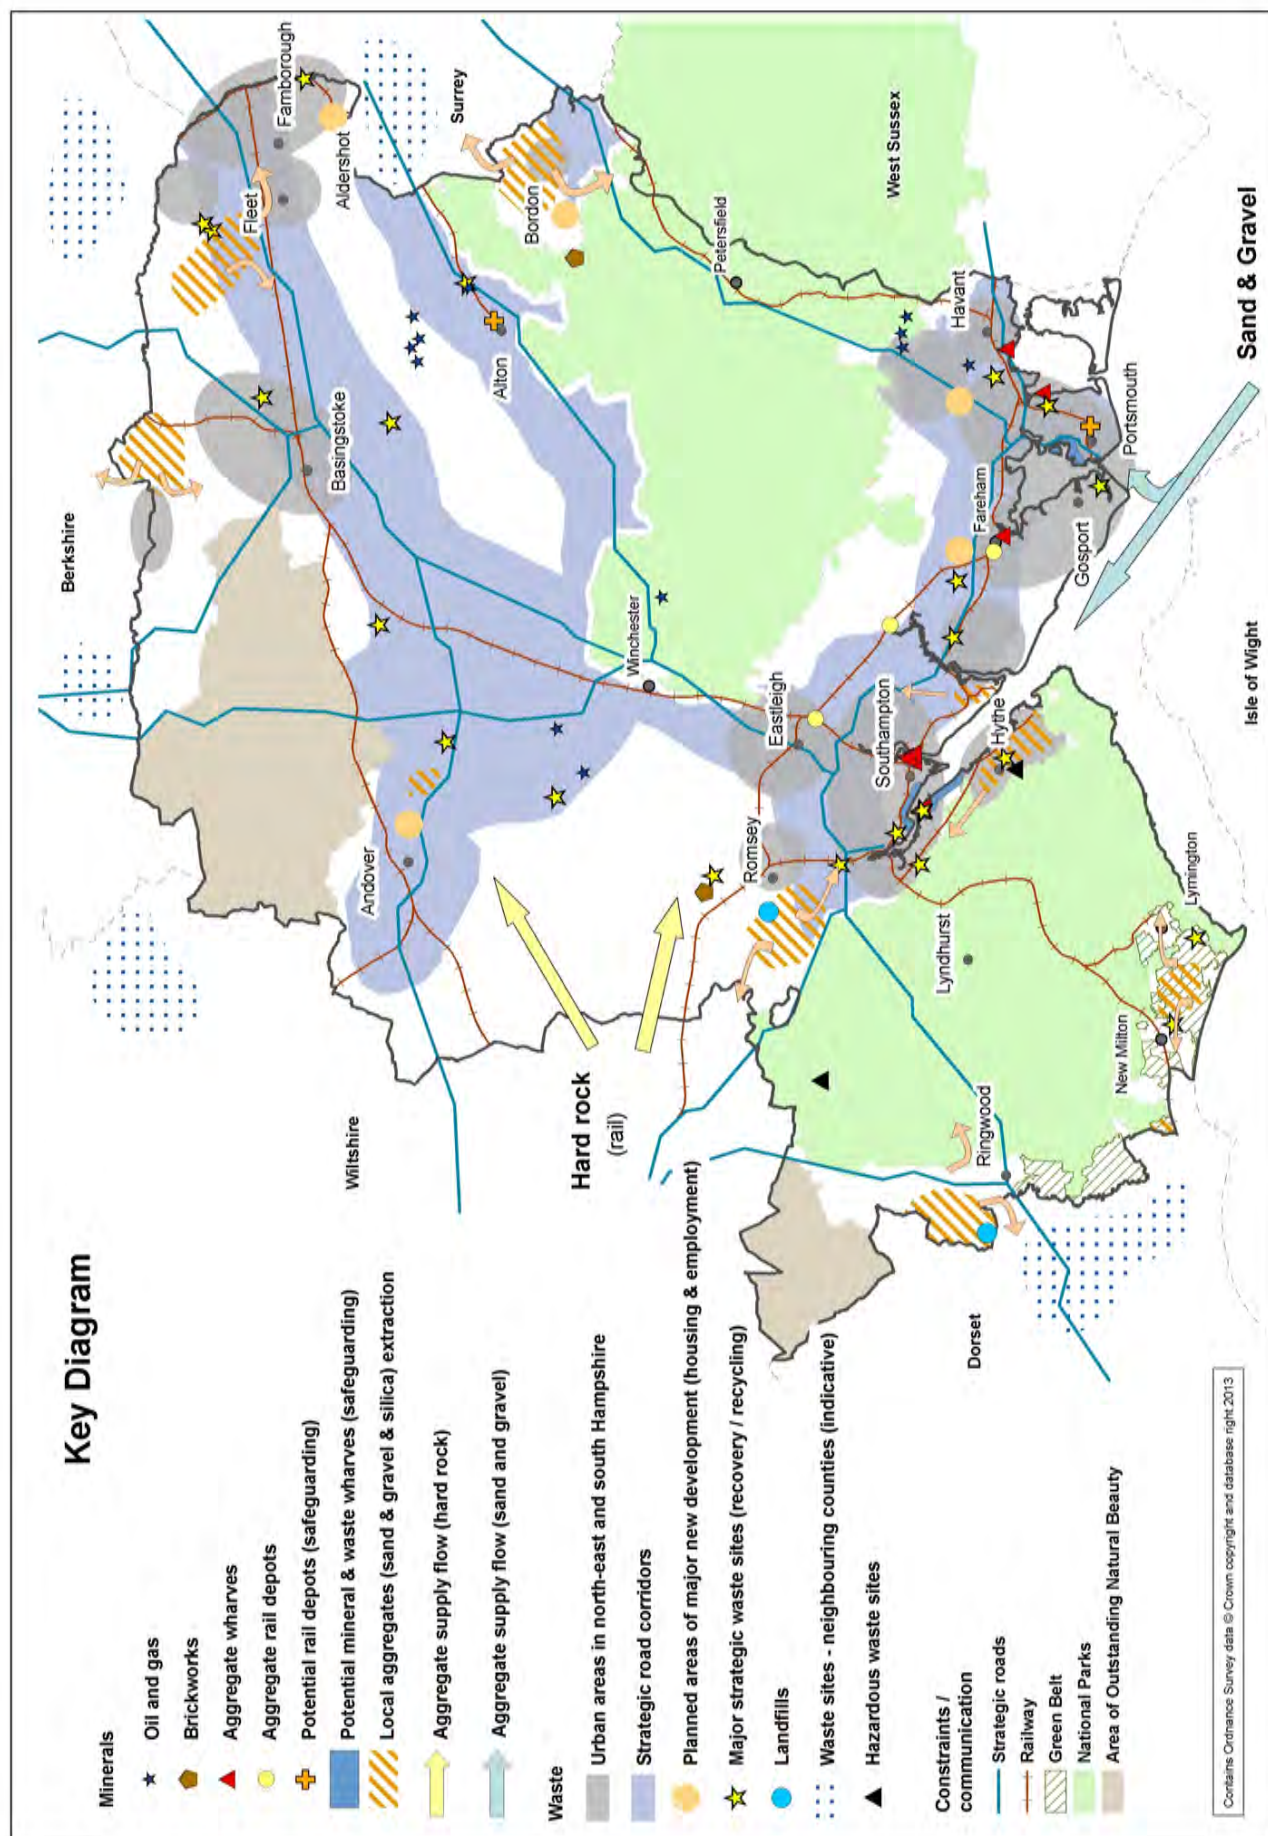 Key Diagram
Minerals
Oil and gas
Brickworks
Aggregate wharves
Aggregate rail depots
Potential rail depots (safeguarding)
Potential mineral & waste wharves (safeguarding)
Local aggregates (sand & gravel & silica) extraction
Aggregate supply flow (hard rock)
Aggregate supply flow (sand and gravel)
Waste
Urban areas in north-east and south Hampshire
Strategic road corridors
Planned areas of major new development (housing & employment)
Major strategic waste sites (recovery / recycling)
Landfills
Waste sites - neighbouring counties (indicative)
Hazardous waste sites
Constraints /
communication
Strategic roads
Railway
Green Belt
National Parks
Area of Outstanding Natural Beauty
Contains Ordnance Survey data © Crown copyright and database right 2013
Berkshire
Surrey
Wiltshire
West Sussex
Dorset
Isle of Wight
Hard rock
(rail)
Sand & Gravel
Farnborough
Fleet
Aldershot
Basingstoke
Bordon
Alton
Andover
Petersfield
Winchester
Romsey
Eastleigh
Southampton
Havant
Fareham
Portsmouth
Gosport
Hythe
Lyndhurst
Ringwood
Lymington
New Milton